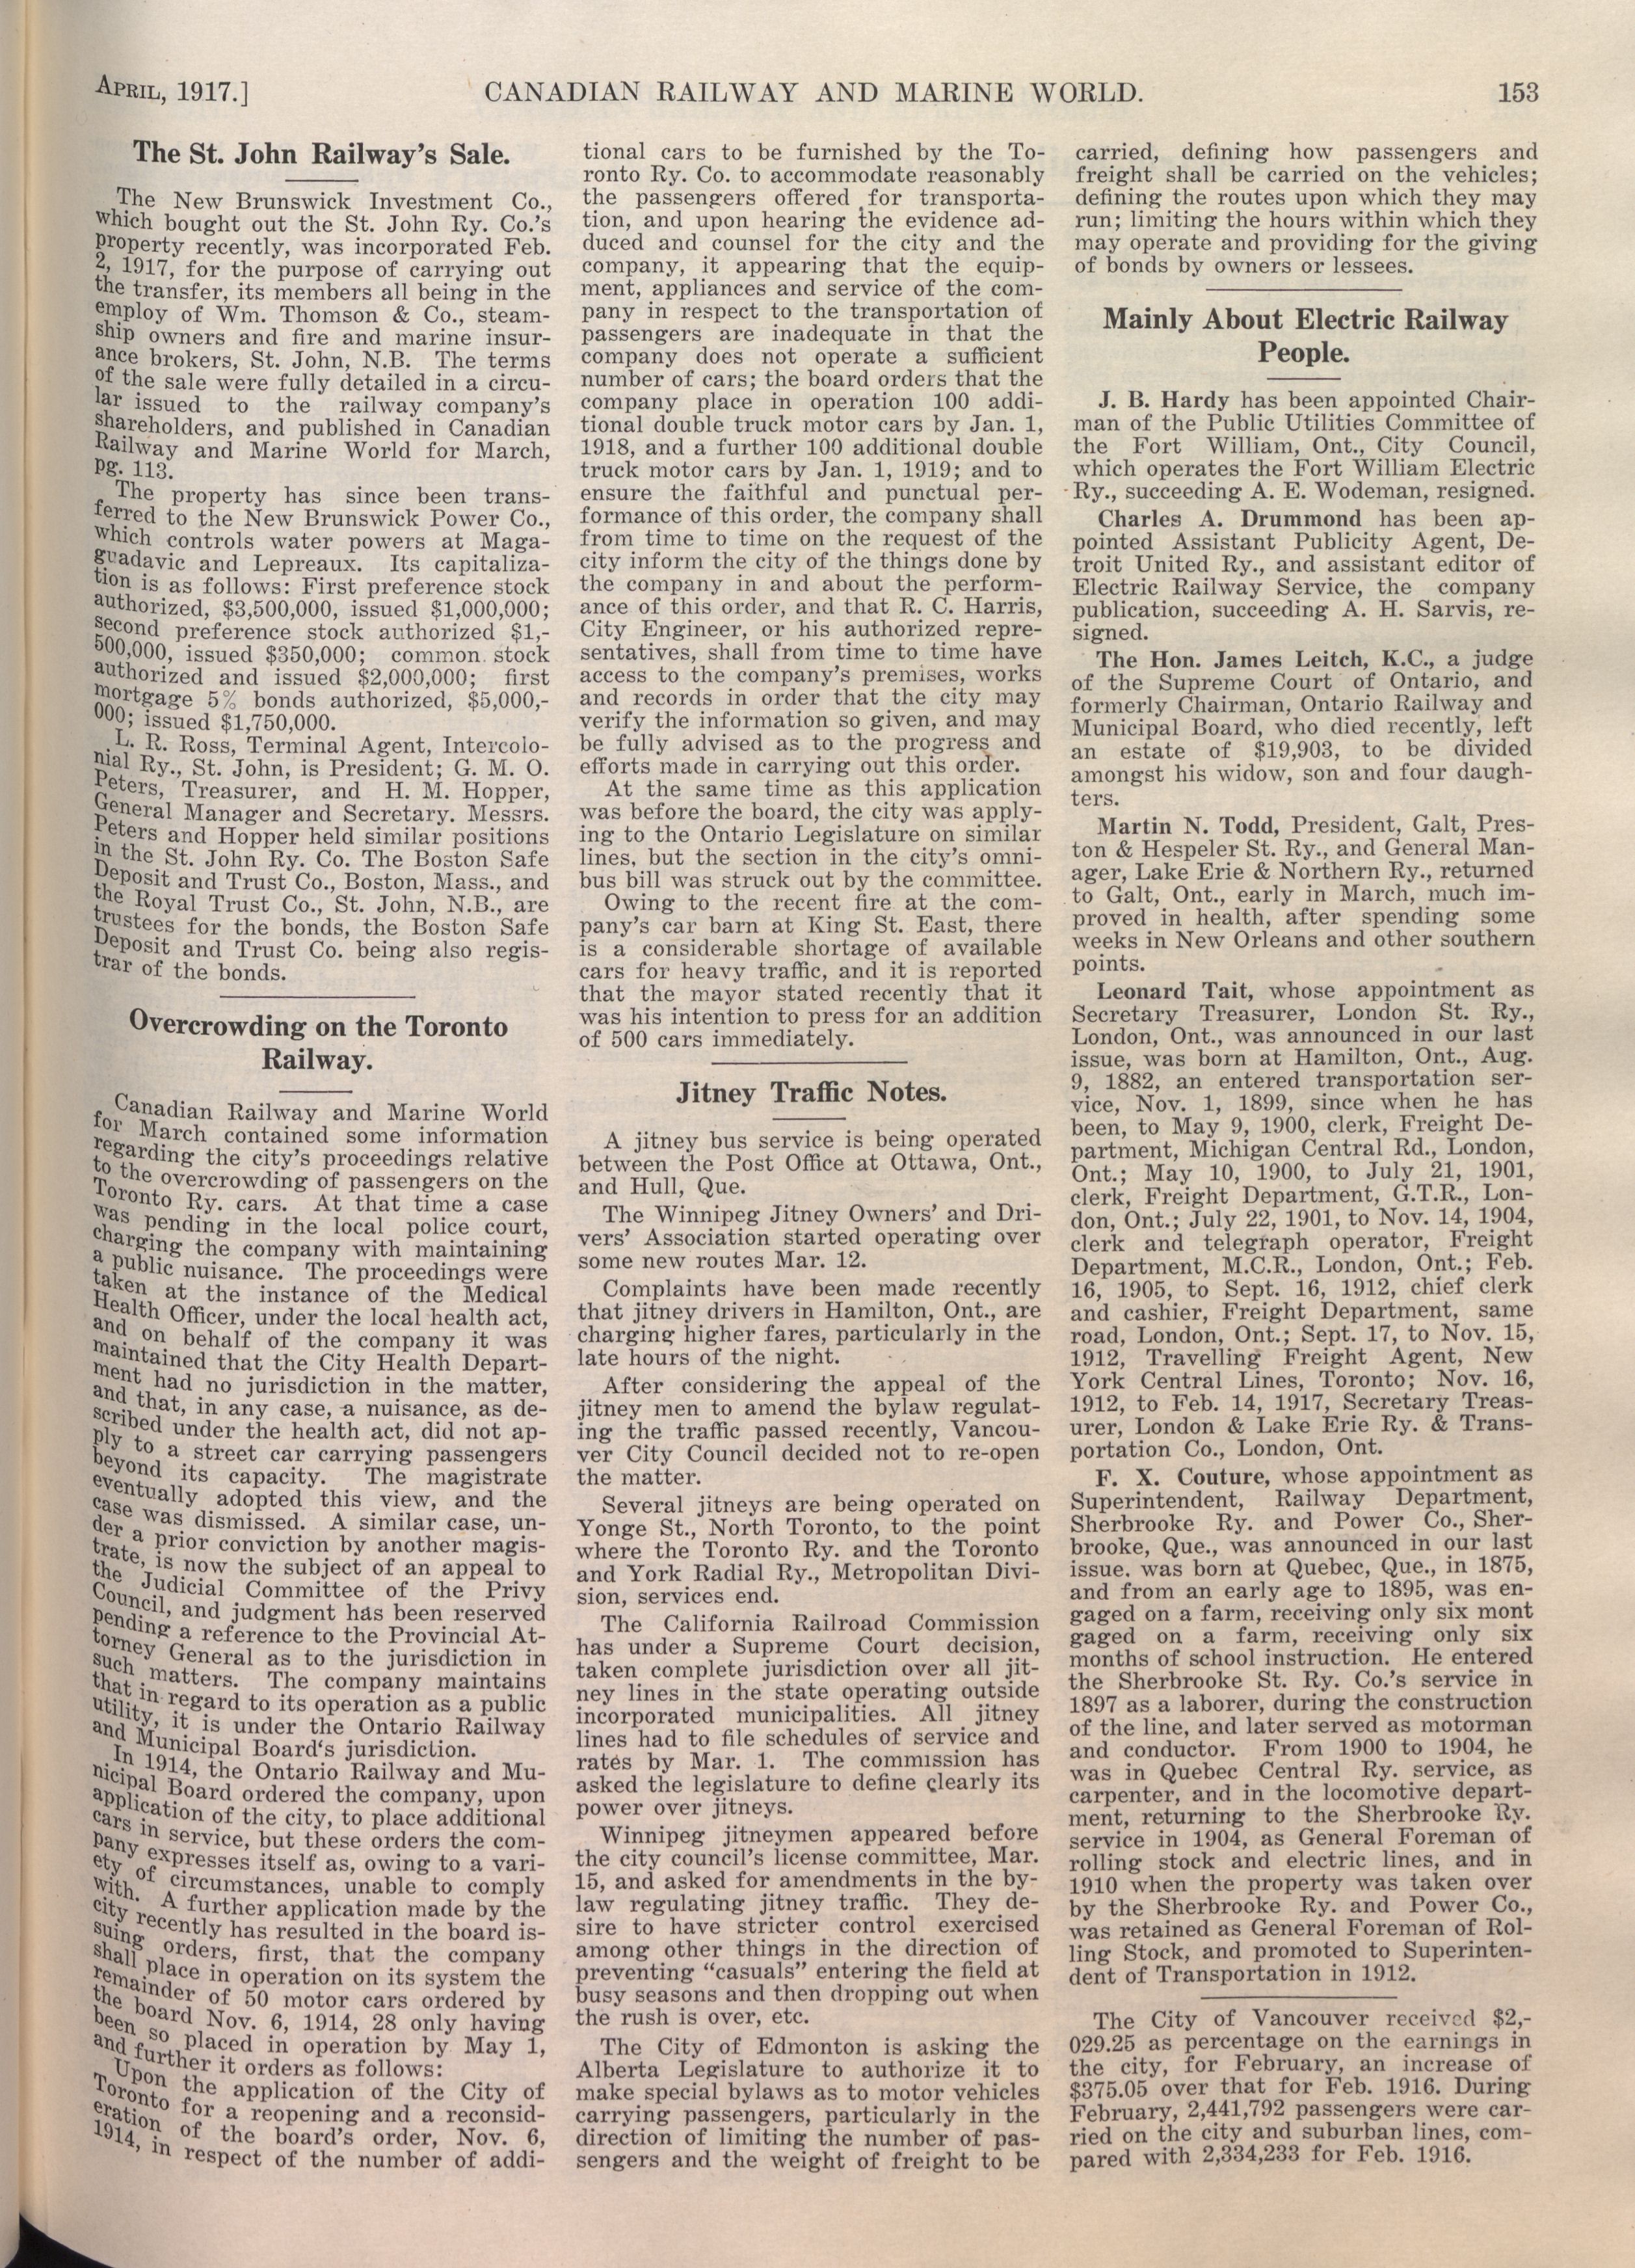 APRIL, 1917.]
CANADIAN RAILWAY AND MARINE WORLD.
153
The St. John Railway's Sale.
The New Brunswick Investment Co.,
which bought out the St. John Ry. Co.'s
property recently, was incorporated Feb.
2, 1917, for the purpose of carrying out
the transfer, its members all being in the
employ of Wm. Thomson & Co., steam-
ship owners and fire and marine insur-
ance brokers, St. John, N.B. The terms
of the sale were fully detailed in a circu-
lar issued to the railway company's
shareholders, and published in Canadian
Railway and Marine World for March,
pg. 113.
The property has since been trans-
ferred to the New Brunswick Power Co.,
which controls water powers at Maga-
guadavic and Lepreaux. Its capitaliza-
tion is as follows: First preference stock
authorized, $3,500,000, issued $1,000,000;
second preference stock authorized $1,-
500,000, issued $350,000; common stock
authorized and issued $2,000,000; first
mortgage 5% bonds authorized, $5,000,-
000; issued $1,750,000.
L. R. Ross, Terminal Agent, Intercolo-
nial Ry., St. John, is President; G. M. O.
Peters, Treasurer, and H. M. Hopper,
General Manager and Secretary. Messrs.
Peters and Hopper held similar positions
in the St. John Ry. Co. The Boston Safe
Deposit and Trust Co., Boston, Mass., and
the Royal Trust Co., St. John, N.B., are
trustees for the bonds, the Boston Safe
Deposit and Trust Co. being also regis-
trar of the bonds.
Overcrowding on the Toronto
Railway.
Canadian Railway and Marine World
for March contained some information
regarding the city's proceedings relative
to the overcrowding of passengers on the
Toronto Ry. cars. At that time a case
was pending in the local police court,
charging the company with maintaining
a public nuisance. The proceedings were
taken at the instance of the Medical
Health Officer, under the local health act,
and on behalf of the company it was
maintained that the City Health Depart-
ment had no jurisdiction in the matter,
and that, in any case, a nuisance, as de-
scribed under the health act, did not ap-
ply to a street car carrying passengers
beyond its capacity. The magistrate
eventually adopted this view, and the
case was dismissed. A similar case, un-
der a prior conviction by another magis-
trate, is now the subject of an appeal to
the Judicial Committee of the Privy
Council, and judgment has been reserved
pending a reference to the Provincial At-
torney General as to the jurisdiction in
such matters. The company maintains
that in regard to its operation as a public
utility, it is under the Ontario Railway
and Municipal Board's jurisdiction.
In 1914, the Ontario Railway and Mu-
nicipal Board ordered the company, upon
application of the city, to place additional
cars in service, but these orders the com-
pany expresses itself as, owing to a vari-
ety of circumstances, unable to comply
with. A further application made by the
city recently has resulted in the board is-
suing orders, first, that the company
shall place in operation on its system the
remainder of 50 motor cars ordered by
the board Nov. 6, 1914, 28 only having
been so placed in operation by May 1,
and further it orders as follows:
Upon the application of the City of
Toronto for a reopening and a reconsid-
eration of the board's order, Nov. 6,
1914, in respect of the number of addi-
tional cars to be furnished by the To-
ronto Ry. Co. to accommodate reasonably
the passengers offered for transporta-
tion, and upon hearing the evidence ad-
duced and counsel for the city and the
company, it appearing that the equip-
ment, appliances and service of the com-
pany in respect to the transportation of
passengers are inadequate in that the
company does not operate a sufficient
number of cars; the board orders that the
company place in operation 100 addi-
tional double truck motor cars by Jan. 1,
1918, and a further 100 additional double
truck motor cars by Jan. 1, 1919; and to
ensure the faithful and punctual per-
formance of this order, the company shall
from time to time on the request of the
city inform the city of the things done by
the company in and about the perform-
ance of this order, and that R. C. Harris,
City Engineer, or his authorized repre-
sentatives, shall from time to time have
access to the company's premises, works
and records in order that the city may
verify the information so given, and may
be fully advised as to the progress and
efforts made in carrying out this order.
At the same time as this application
was before the board, the city was apply-
ing to the Ontario Legislature on similar
lines, but the section in the city's omni-
bus bill was struck out by the committee.
Owing to the recent fire at the com-
pany's car barn at King St. East, there
is a considerable shortage of available
cars for heavy traffic, and it is reported
that the mayor stated recently that it
was his intention to press for an addition
of 500 cars immediately.
Jitney Traffic Notes.
A jitney bus service is being operated
between the Post Office at Ottawa, Ont.,
and Hull, Que.
The Winnipeg Jitney Owners' and Dri-
vers' Association started operating over
some new routes Mar. 12.
Complaints have been made recently
that jitney drivers in Hamilton, Ont., are
charging higher fares, particularly in the
late hours of the night.
After considering the appeal of the
jitney men to amend the bylaw regulat-
ing the traffic passed recently, Vancou-
ver City Council decided not to re-open
the matter.
Several jitneys are being operated on
Yonge St., North Toronto, to the point
where the Toronto Ry. and the Toronto
and York Radial Ry., Metropolitan Divi-
sion, services end.
The California Railroad Commission
has under a Supreme Court decision,
taken complete jurisdiction over all jit-
ney lines in the state operating outside
incorporated municipalities. All jitney
lines had to file schedules of service and
rates by Mar. 1. The commission has
asked the legislature to define clearly its
power over jitneys.
Winnipeg jitneymen appeared before
the city council's license committee, Mar.
15, and asked for amendments in the by-
law regulating jitney traffic. They de-
sire to have stricter control exercised
among other things in the direction of
preventing "casuals" entering the field at
busy seasons and then dropping out when
the rush is over, etc.
The City of Edmonton is asking the
Alberta Legislature to authorize it to
make special bylaws as to motor vehicles
carrying passengers, particularly in the
direction of limiting the number of pas-
sengers and the weight of freight to be
carried, defining how passengers and
freight shall be carried on the vehicles;
defining the routes upon which they may
run; limiting the hours within which they
may operate and providing for the giving
of bonds by owners or lessees.
Mainly About Electric Railway
People.
J. B. Hardy has been appointed Chair-
man of the Public Utilities Committee of
the Fort William, Ont., City Council,
which operates the Fort William Electric
Ry., succeeding A. E. Wodeman, resigned.
Charles A. Drummond has been ap-
pointed Assistant Publicity Agent, De-
troit United Ry., and assistant editor of
Electric Railway Service, the company
publication, succeeding A. H. Sarvis, re-
signed.
The Hon. James Leitch, K.C., a judge
of the Supreme Court of Ontario, and
formerly Chairman, Ontario Railway and
Municipal Board, who died recently, left
an estate of $19,903, to be divided
amongst his widow, son and four daugh-
ters.
Martin N. Todd, President, Galt, Pres-
ton & Hespeler St. Ry., and General Man-
ager, Lake Erie & Northern Ry., returned
to Galt, Ont., early in March, much im-
proved in health, after spending some
weeks in New Orleans and other southern
points.
Leonard Tait, whose appointment as
Secretary Treasurer, London St. Ry.,
London, Ont., was announced in our last
issue, was born at Hamilton, Ont., Aug.
9, 1882, an entered transportation ser-
vice, Nov. 1, 1899, since when he has
been, to May 9, 1900, clerk, Freight De-
partment, Michigan Central Rd., London,
Ont.; May 10, 1900, to July 21, 1901,
clerk, Freight Department, G.T.R., Lon-
don, Ont.; July 22, 1901, to Nov. 14, 1904,
clerk and telegraph operator, Freight
Department, M.C.R., London, Ont.; Feb.
16, 1905, to Sept. 16, 1912, chief clerk
and cashier, Freight Department, same
road, London, Ont.; Sept. 17, to Nov. 15,
1912, Travelling Freight Agent, New
York Central Lines, Toronto; Nov. 16,
1912, to Feb. 14, 1917, Secretary Treas-
urer, London & Lake Erie Ry. & Trans-
portation Co., London, Ont.
F. X. Couture, whose appointment as
Superintendent, Railway Department,
Sherbrooke Ry. and Power Co., Sher-
brooke, Que., was announced in our last
issue. was born at Quebec, Que., in 1875,
and from an early age to 1895, was en-
gaged on a farm, receiving only six mont
gaged on a farm, receiving only six
months of school instruction. He entered
the Sherbrooke St. Ry. Co.'s service in
1897 as a laborer, during the construction
of the line, and later served as motorman
and conductor. From 1900 to 1904, he
was in Quebec Central Ry. service, as
carpenter, and in the locomotive depart-
ment, returning to the Sherbrooke Ry.
service in 1904, as General Foreman of
rolling stock and electric lines, and in
1910 when the property was taken over
by the Sherbrooke Ry. and Power Co.,
was retained as General Foreman of Rol-
ling Stock, and promoted to Superinten-
dent of Transportation in 1912.
The City of Vancouver received $2,-
029.25 as percentage on the earnings in
the city, for February, an increase of
$375.05 over that for Feb. 1916. During
February, 2,441,792 passengers were car-
ried on the city and suburban lines, com-
pared with 2,334,233 for Feb. 1916.